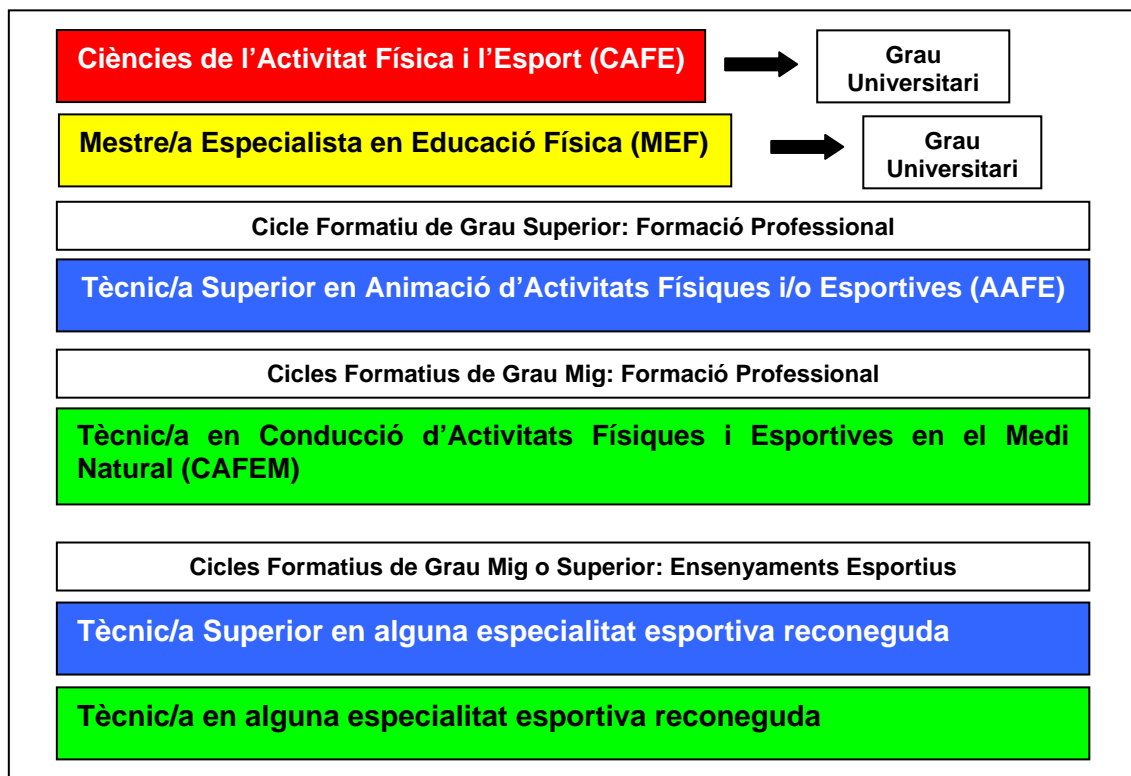 Ciències de l’Activitat Física i l’Esport (CAFE)
Grau
Universitari
Mestre/a Especialista en Educació Física (MEF)
Grau
Universitari
Cicle Formatiu de Grau Superior: Formació Professional
Tècnic/a Superior en Animació d’Activitats Físiques i/o Esportives (AAFE)
Cicles Formatius de Grau Mig: Formació Professional
Tècnic/a en Conducció d’Activitats Físiques i Esportives en el Medi
Natural (CAFEM)
Cicles Formatius de Grau Mig o Superior: Ensenyaments Esportius
Tècnic/a Superior en alguna especialitat esportiva reconeguda
Tècnic/a en alguna especialitat esportiva reconeguda